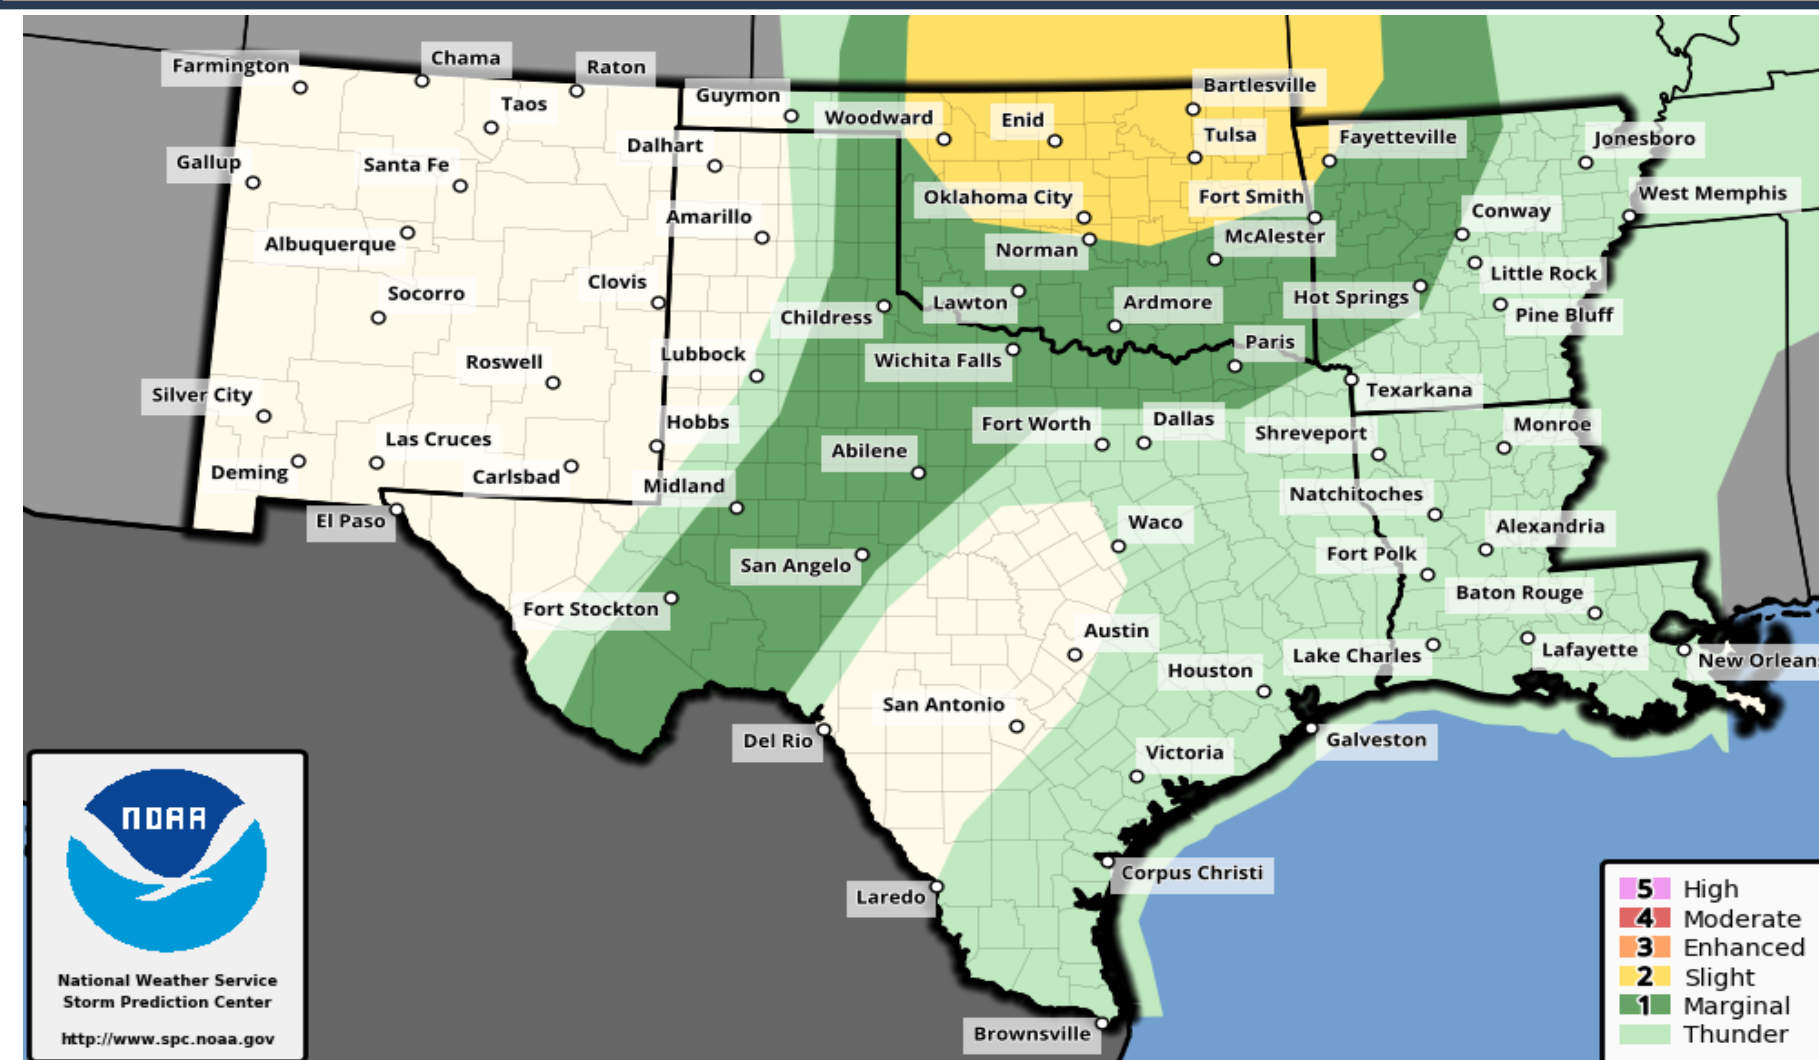 Farmington
Chama
Raton
Taos
Guymon
Bartlesville
Woodward
Enid
Dalhart
Tulsa
Fayetteville
Jonesboro
Gallup
Santa Fe
Oklahoma City
Fort Smith
West Memphis
Amarillo
Conway
Albuquerque
Norman
McAlester
Little Rock
Clovis
Socorro
Lawton
Ardmore
Hot Springs
Childress
Pine Bluff
Roswell
Lubbock
Wichita Falls
Paris
Silver City
Texarkana
Hobbs
Fort Worth
Dallas
Shreveport
Monroe
Las Cruces
Abilene
Deming
Carlsbad
Midland
Natchitoches
El Paso
Waco
Alexandria
San Angelo
Fort Polk
Fort Stockton
Baton Rouge
Austin
Lake Charles
Lafayette
New Orleans
Houston
San Antonio
Del Rio
Galveston
Victoria
Corpus Christi
Laredo
Brownsville
NOAA
National Weather Service
Storm Prediction Center
http://www.spc.noaa.gov
5 High
4 Moderate
3 Enhanced
2 Slight
1 Marginal
Thunder